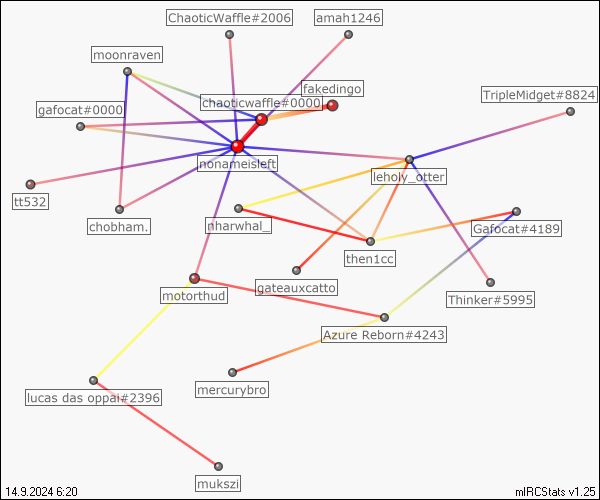 ChaoticWaffle#2006
amah1246
moonraven
fakedingo
TripleMidget#8824
chaoticwaffle#0000
gafocat#0000
nonameisleft
leholy_otter
tt532
chobham.
nharwhal_
Gafocat#4189
then1cc
gateauxcatto
motorthud
Thinker#5995
Azure Reborn#4243
mercurybro
lucas das oppai#2396
mukszi
14.9.2024 6:20
mIRCStats v1.25